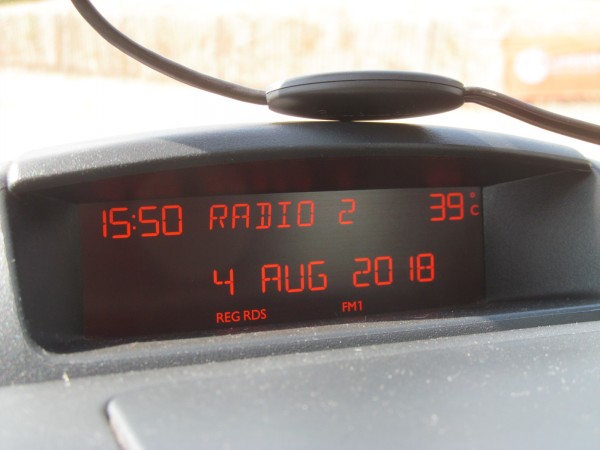 15:50 RADIO 2 39°C
4 AUG 2018
REG RDS FM1